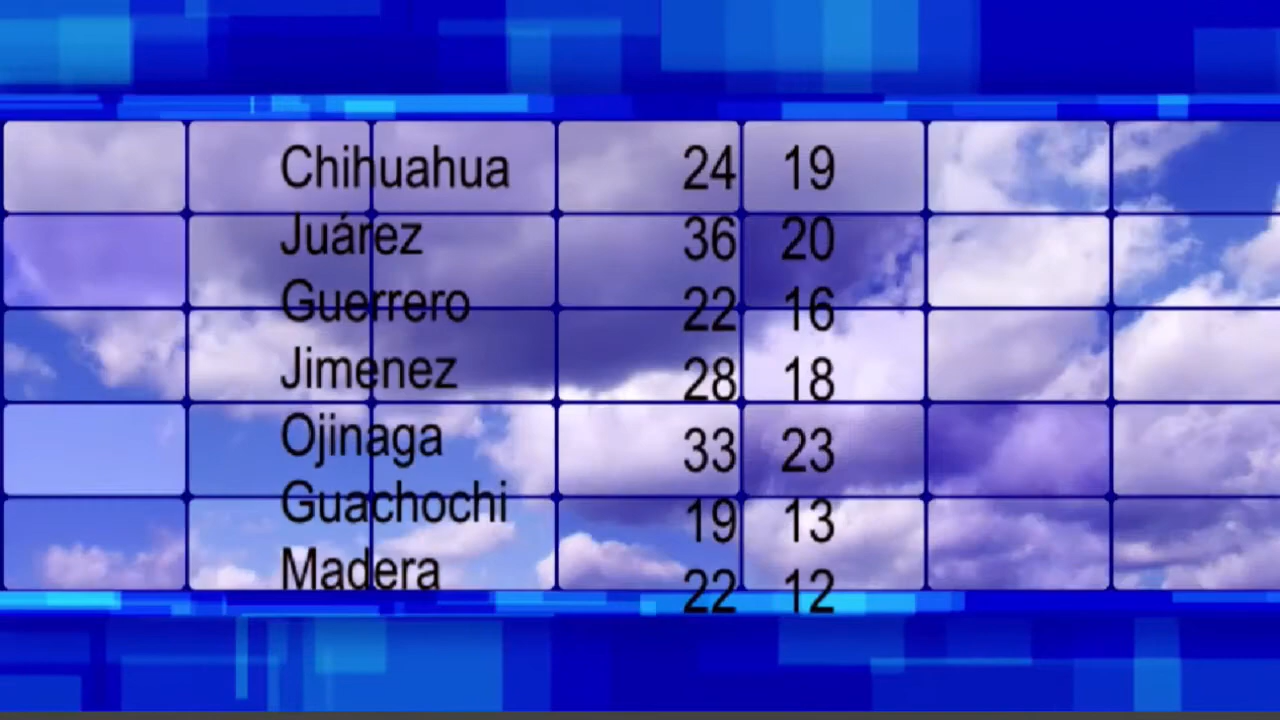 Chihuahua 24 19
Juárez 36 20
Guerrero 22 16
Jimenez 28 18
Ojinaga 33 23
Guachochi 19 13
Madera 22 12